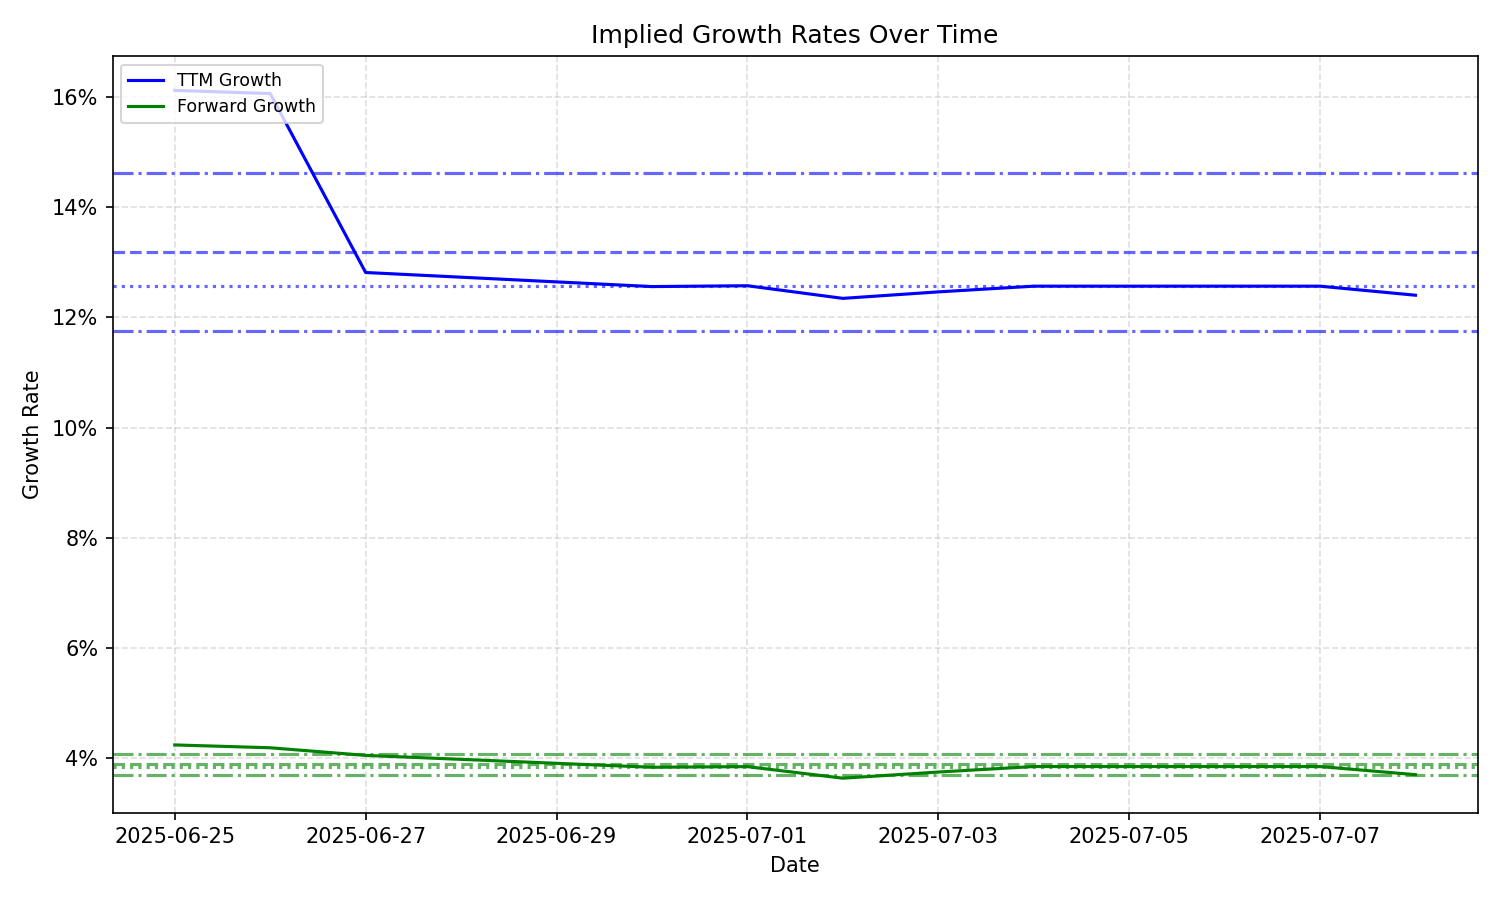 Implied Growth Rates Over Time
TTM Growth
Forward Growth
16%
14%
12%
10%
8%
6%
4%
Growth Rate
2025-06-25 2025-06-27 2025-06-29 2025-07-01 2025-07-03 2025-07-05 2025-07-07
Date